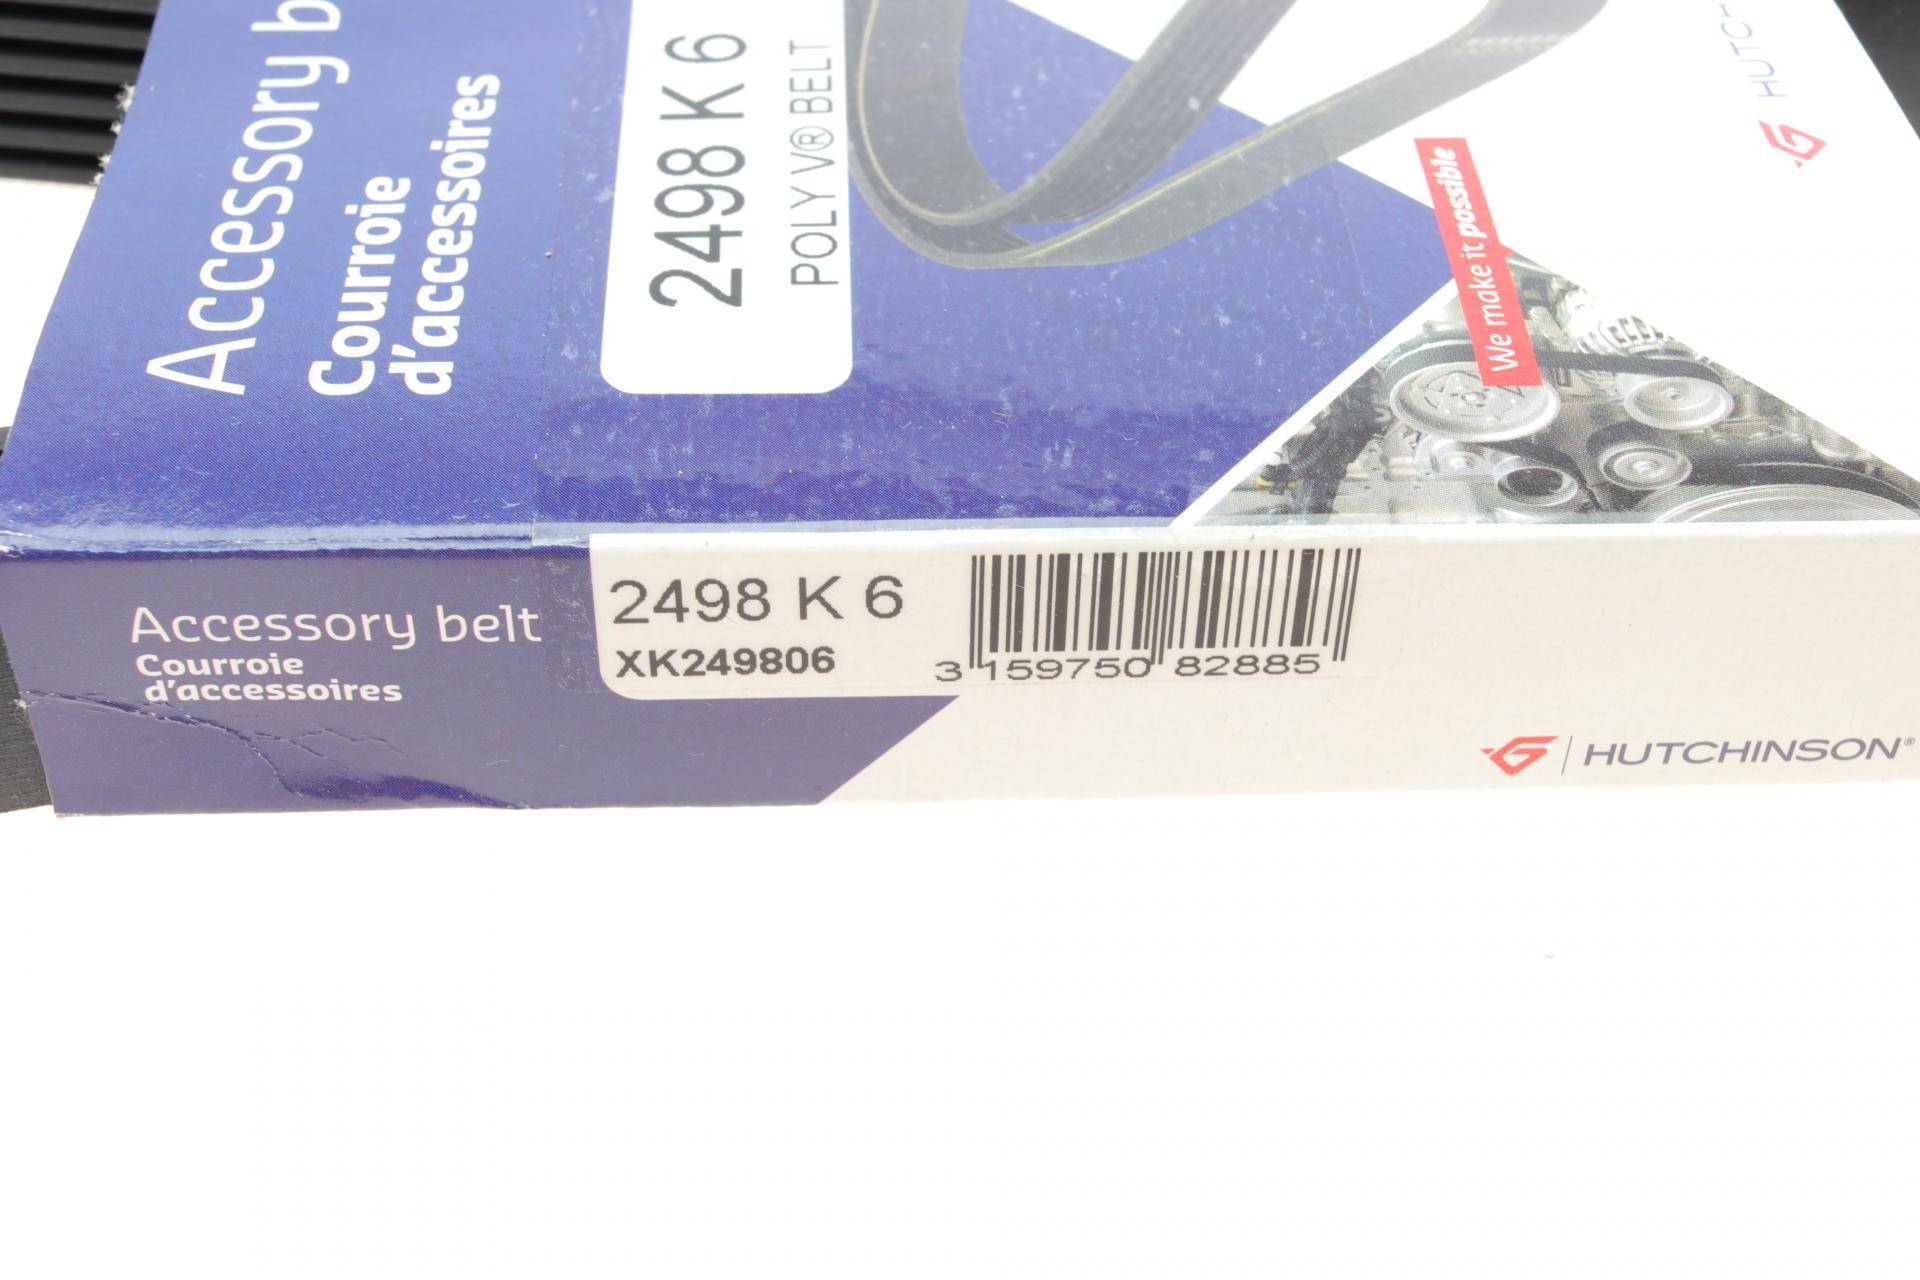 Accessory b
Courroie
d'accessoires
2498 K 6
POLY V® BELT
We make it possible
HUTCH
Accessory belt
Courroie
d'accessoires
2498 K 6
XK249806
3 159750 82885
HUTCHINSON®